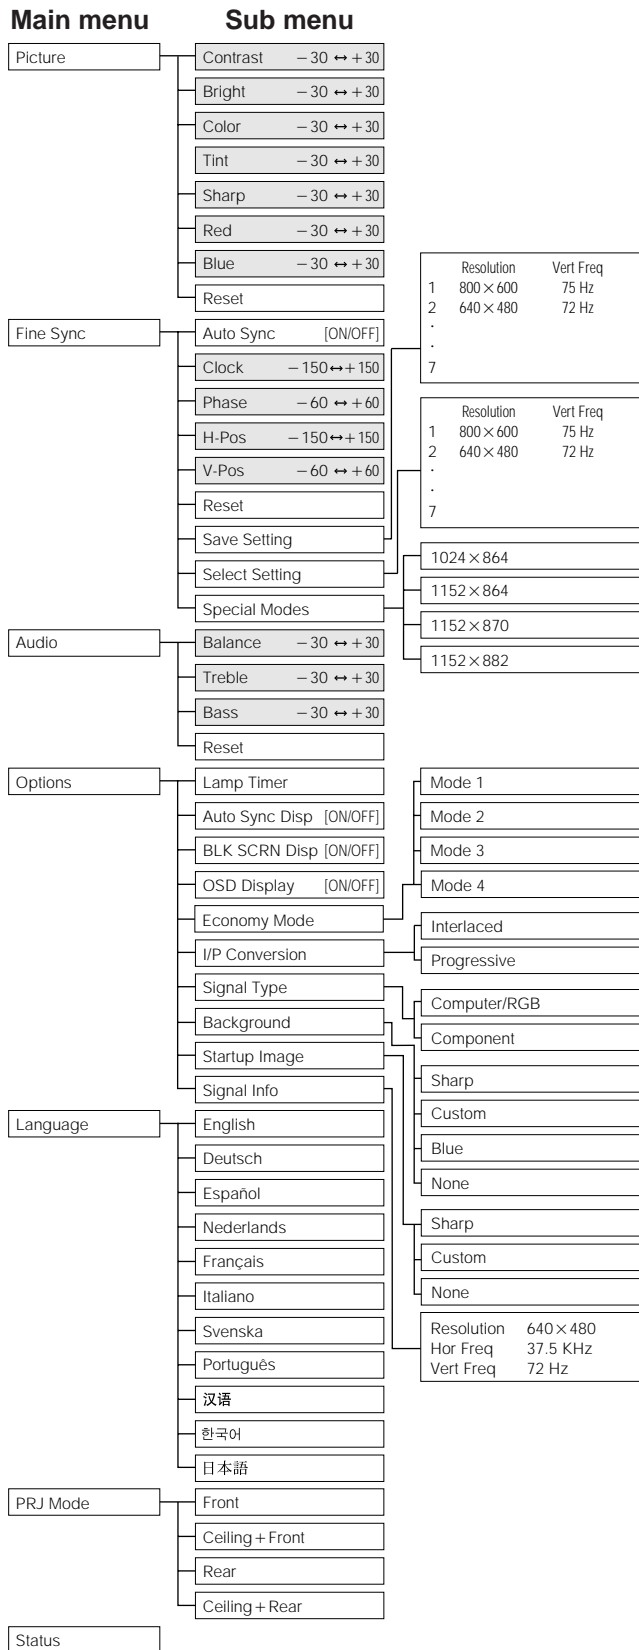 Main menu Sub menu
Picture
Contrast −30 ↔ +30
Bright −30 ↔ +30
Color −30 ↔ +30
Tint −30 ↔ +30
Sharp −30 ↔ +30
Red −30 ↔ +30
Blue −30 ↔ +30
Reset
Fine Sync
Auto Sync [ON/OFF]
Clock −150 ↔ +150
Phase −60 ↔ +60
H-Pos −150 ↔ +150
V-Pos −60 ↔ +60
Reset
Save Setting
Resolution Vert Freq
1 800×600 75 Hz
2 640×480 72 Hz
·
·
7
Select Setting
Resolution Vert Freq
1 800×600 75 Hz
2 640×480 72 Hz
·
·
7
Special Modes
1024×864
1152×864
1152×870
1152×882
Audio
Balance −30 ↔ +30
Treble −30 ↔ +30
Bass −30 ↔ +30
Reset
Options
Lamp Timer
Auto Sync Disp [ON/OFF]
BLK SCRN Disp [ON/OFF]
OSD Display [ON/OFF]
Economy Mode
Mode 1
Mode 2
Mode 3
Mode 4
I/P Conversion
Interlaced
Progressive
Signal Type
Computer/RGB
Component
Background
Sharp
Custom
Blue
None
Startup Image
Sharp
Custom
None
Signal Info
Resolution 640×480
Hor Freq 37.5 KHz
Vert Freq 72 Hz
Language
English
Deutsch
Español
Nederlands
Français
Italiano
Svenska
Português
汉语
한국어
日本語
PRJ Mode
Front
Ceiling+Front
Rear
Ceiling+Rear
Status